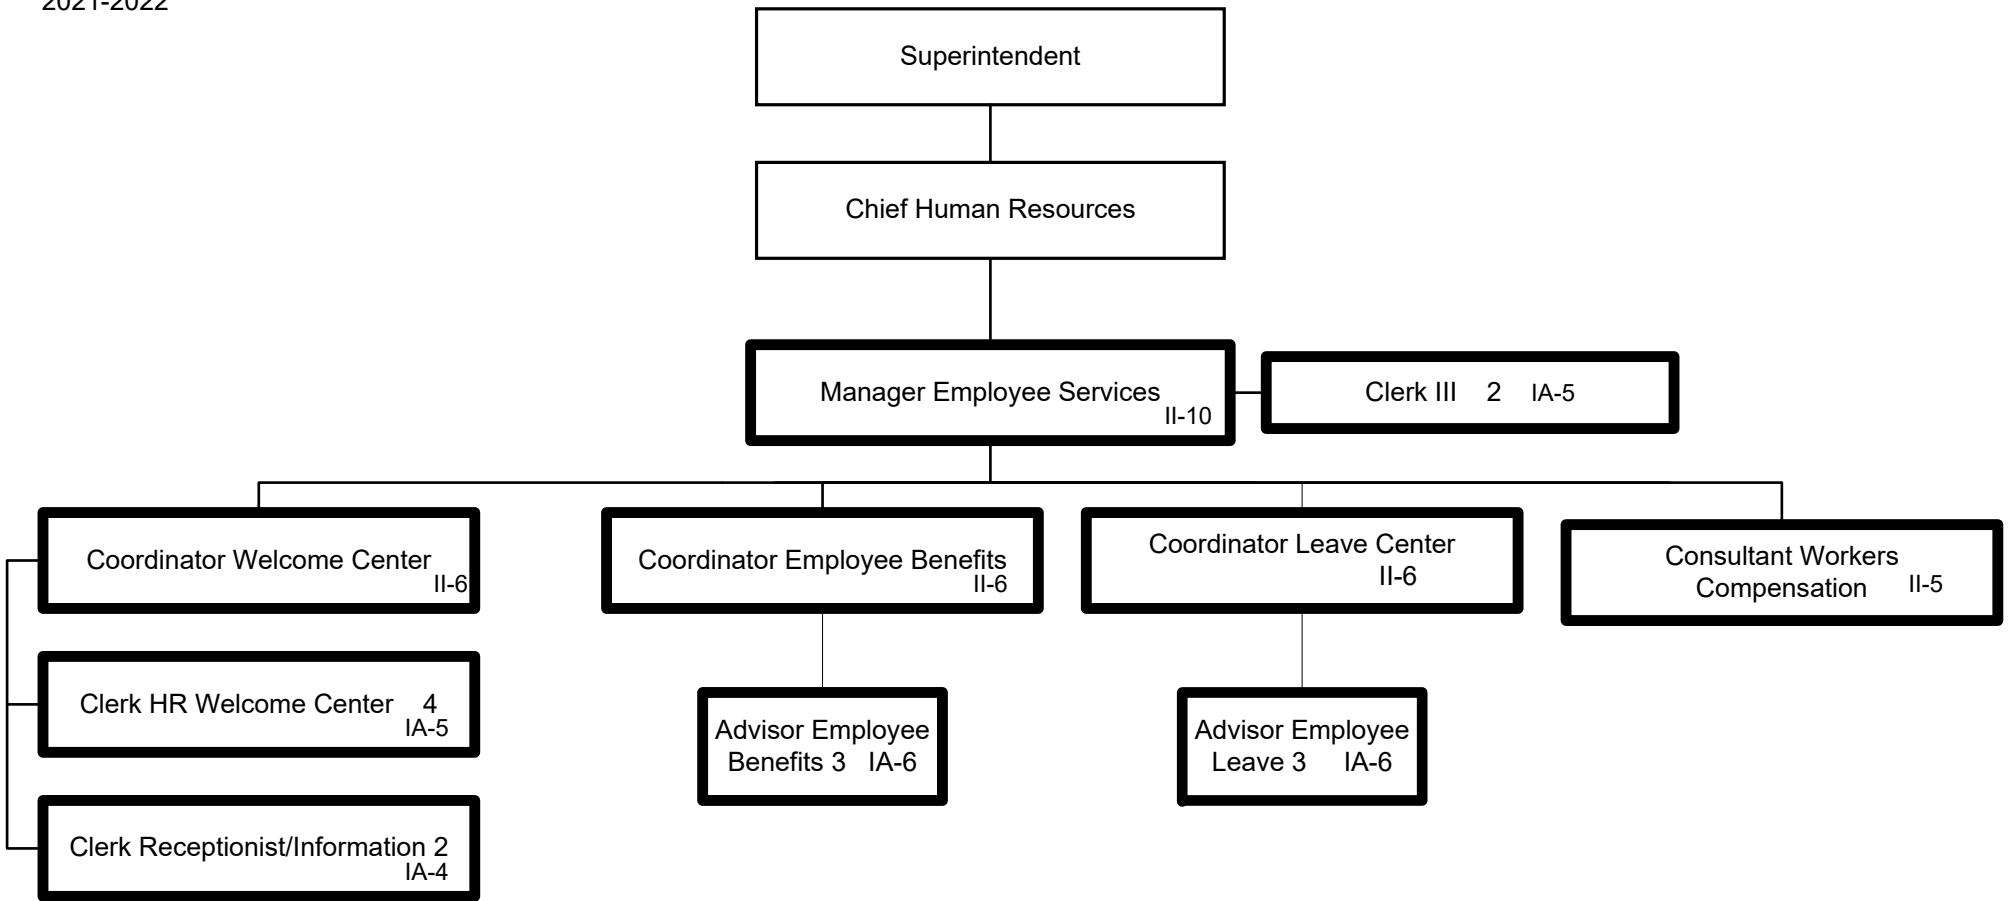 2021-2022
Superintendent
Chief Human Resources
Manager Employee Services
II-10
Clerk III 2 IA-5
Coordinator Welcome Center
II-6
Coordinator Employee Benefits
II-6
Coordinator Leave Center
II-6
Consultant Workers
Compensation II-5
Clerk HR Welcome Center 4
IA-5
Advisor Employee
Benefits 3 IA-6
Advisor Employee
Leave 3 IA-6
Clerk Receptionist/Information 2
IA-4